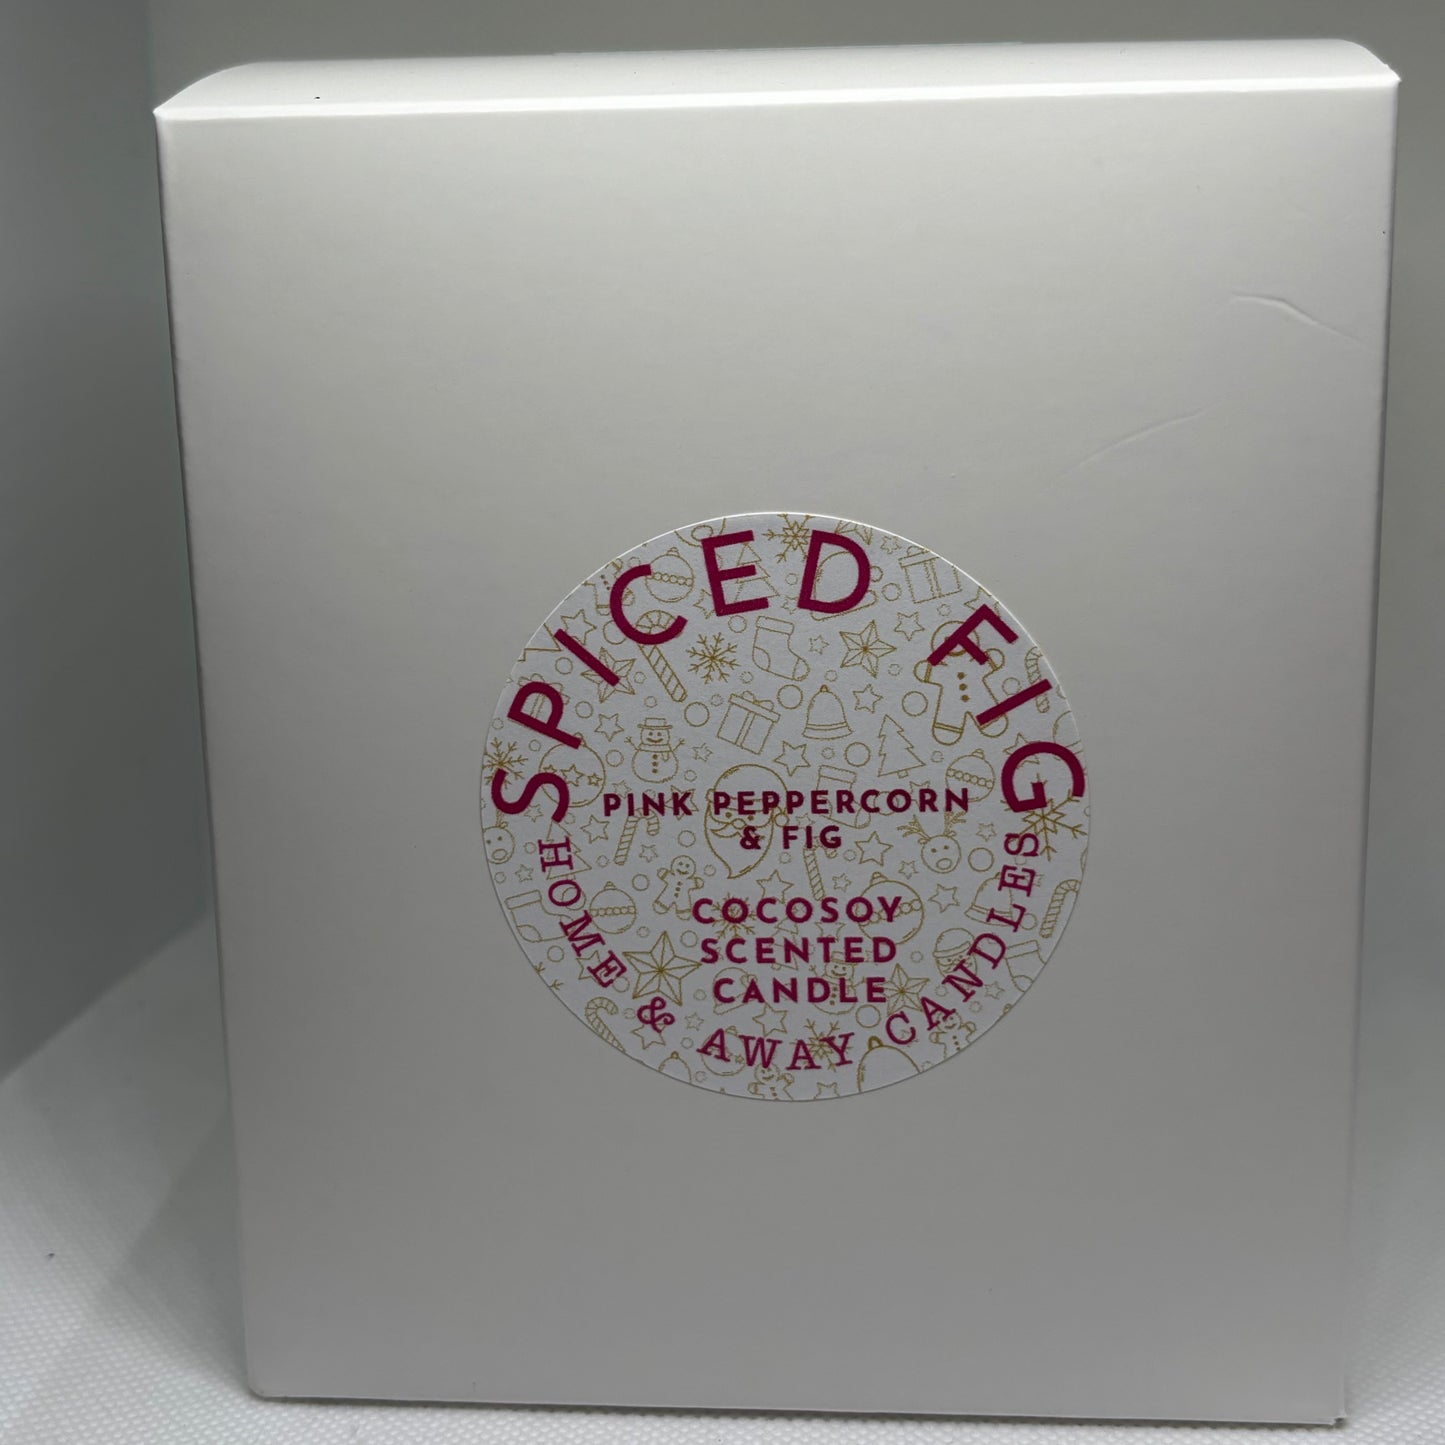 SPICED FIG
PINK PEPPERCORN
& FIG
COCOSOY
SCENTED
CANDLE
HOME & AWAY CANDLES